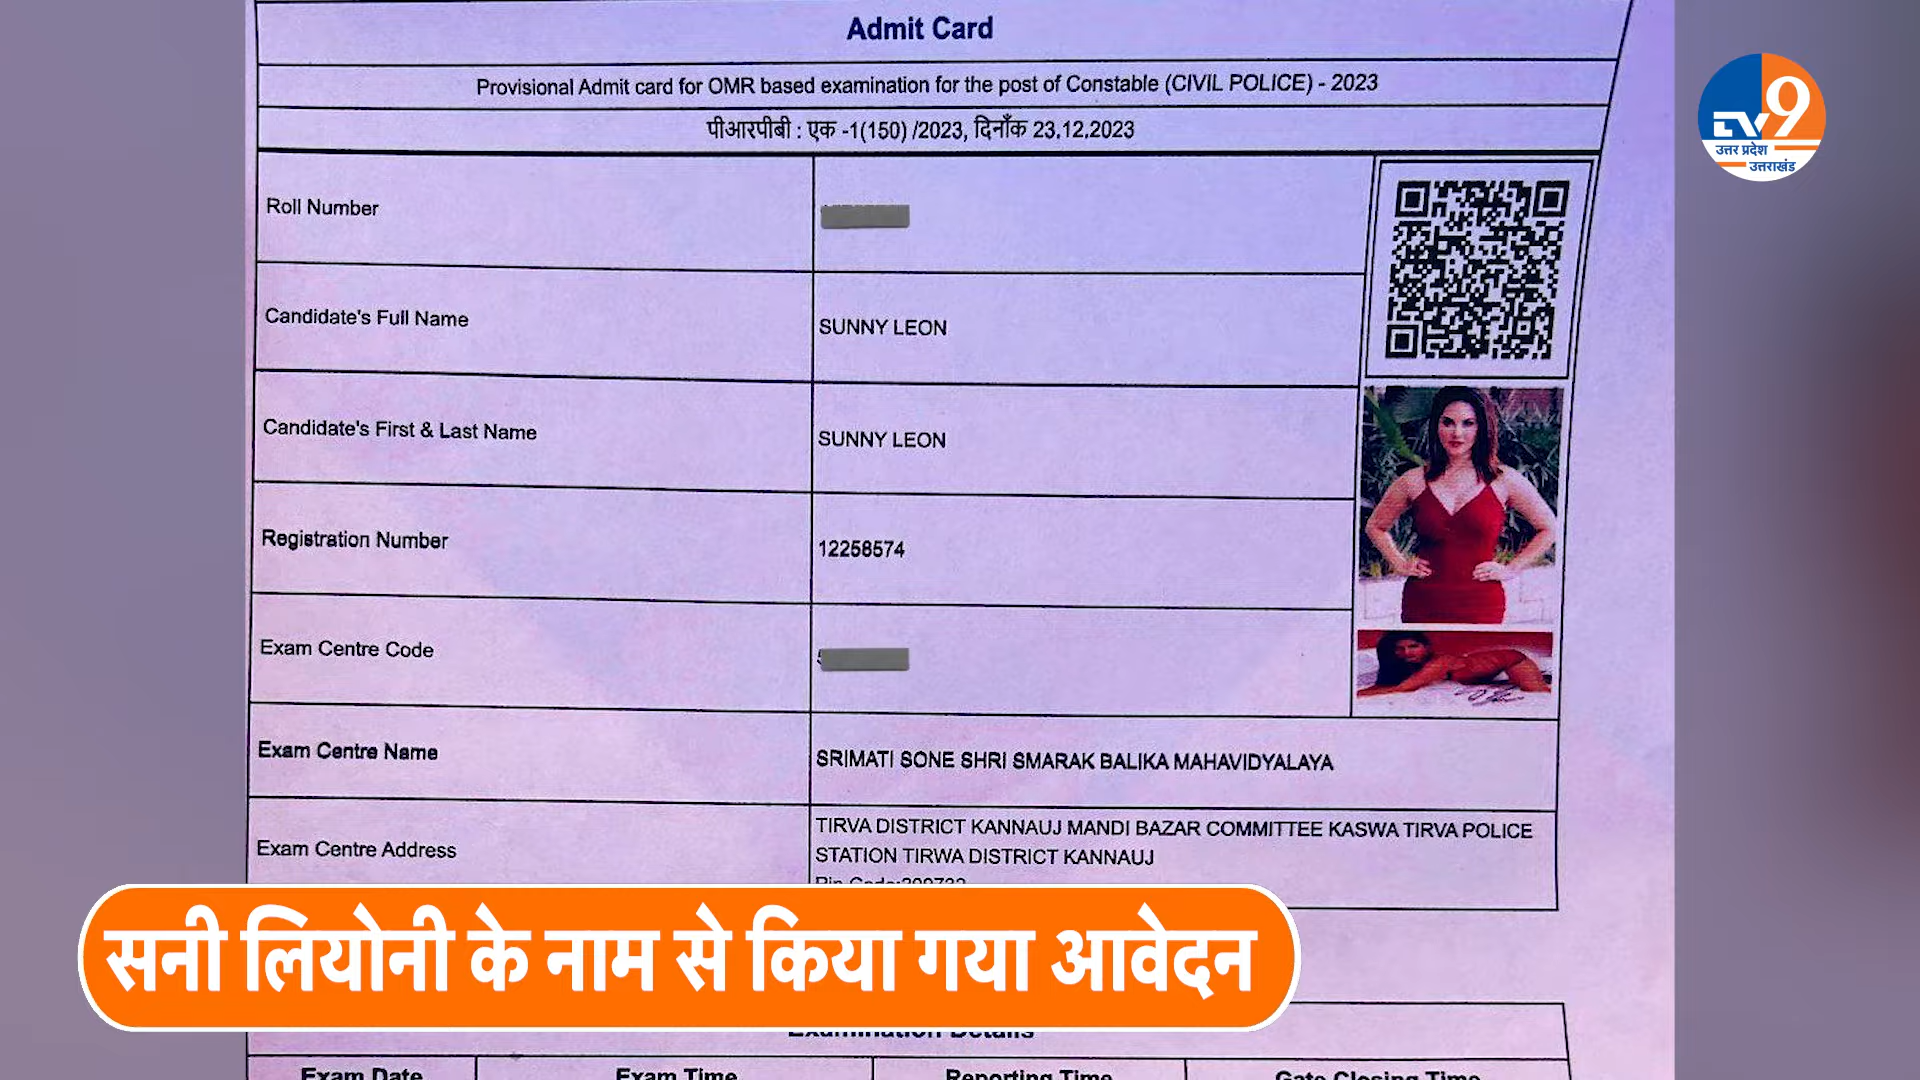 Admit Card
Provisional Admit card for OMR based examination for the post of Constable (CIVIL POLICE) - 2023
पीआरपीबी : एक -1(150) /2023, दिनाँक 23.12.2023
TV9
उत्तर प्रदेश
उत्तराखंड
Roll Number
Candidate's Full Name
SUNNY LEON
Candidate's First & Last Name
SUNNY LEON
Registration Number
12258574
Exam Centre Code
Exam Centre Name
SRIMATI SONE SHRI SMARAK BALIKA MAHAVIDYALAYA
Exam Centre Address
TIRVA DISTRICT KANNAUJ MANDI BAZAR COMMITTEE KASWA TIRVA POLICE
STATION TIRWA DISTRICT KANNAUJ
सनी लियोनी के नाम से किया गया आवेदन
Examination Details
Exam Date
Exam Time
Reporting Time
Gate Closing Time